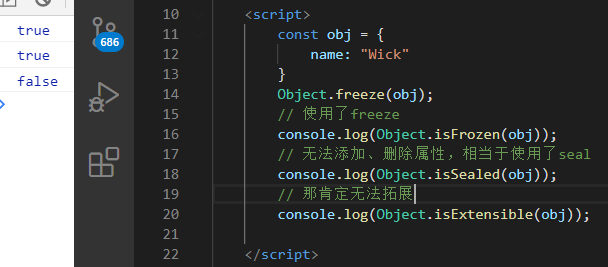 true
true
false
686
10 <script>
11 const obj = {
12 name: "Wick"
13 }
14 Object.freeze(obj);
15 // 使用了freeze
16 console.log(Object.isFrozen(obj));
17 // 无法添加、删除属性，相当于使用了seal
18 console.log(Object.isSealed(obj));
19 // 那肯定无法拓展
20 console.log(Object.isExtensible(obj));
21
22 </script>